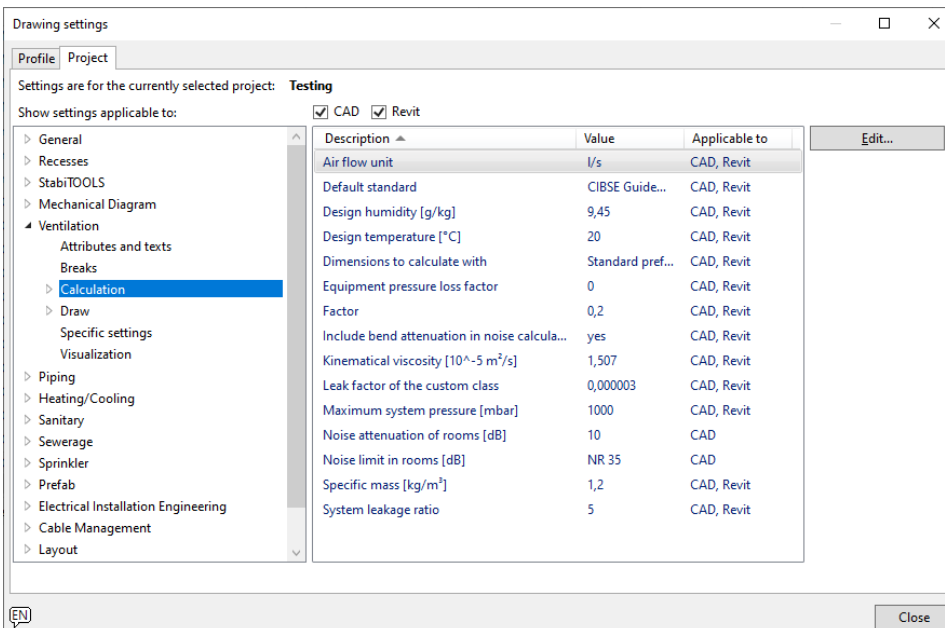 Drawing settings
Profile Project
Settings are for the currently selected project: Testing
Show settings applicable to: CAD Revit
General
Recesses
StabiTOOLS
Mechanical Diagram
Ventilation
Attributes and texts
Breaks
Calculation
Draw
Specific settings
Visualization
Piping
Heating/Cooling
Sanitary
Sewerage
Sprinkler
Prefab
Electrical Installation Engineering
Cable Management
Layout
Description Value Applicable to
Air flow unit l/s CAD, Revit
Default standard CIBSE Guide... CAD, Revit
Design humidity [g/kg] 9,45 CAD, Revit
Design temperature [°C] 20 CAD, Revit
Dimensions to calculate with Standard pref... CAD, Revit
Equipment pressure loss factor 0 CAD, Revit
Factor 0,2 CAD, Revit
Include bend attenuation in noise calcula... yes CAD, Revit
Kinematical viscosity [10^-5 m²/s] 1,507 CAD, Revit
Leak factor of the custom class 0,000003 CAD, Revit
Maximum system pressure [mbar] 1000 CAD, Revit
Noise attenuation of rooms [dB] 10 CAD
Noise limit in rooms [dB] NR 35 CAD
Specific mass [kg/m³] 1,2 CAD, Revit
System leakage ratio 5 CAD, Revit
Edit...
EN
Close